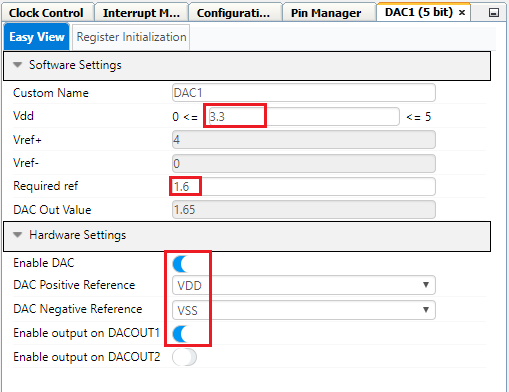 Clock Control Interrupt M... Configurati... Pin Manager DAC1 (5 bit) ×
Easy View Register Initialization
Software Settings
Custom Name DAC1
Vdd 0 <= 3.3 <= 5
Vref+ 4
Vref- 0
Required ref 1.6
DAC Out Value 1.65
Hardware Settings
Enable DAC
DAC Positive Reference VDD
DAC Negative Reference VSS
Enable output on DACOUT1
Enable output on DACOUT2